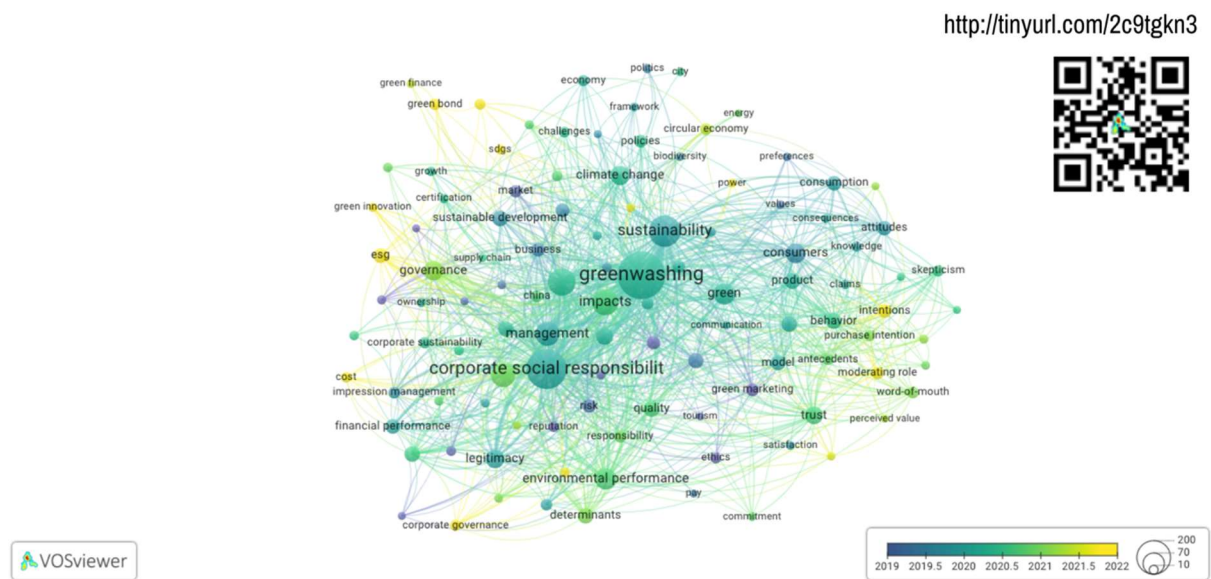 http://tinyurl.com/2c9tgkn3
politics
city
economy
green finance
green bond
framework
energy
challenges
circular economy
policies
sdgs
biodiversity
preferences
growth
climate change
power
consumption
market
certification
values
green innovation
sustainable development
consequences
sustainability
attitudes
business
knowledge
esg
supply chain
consumers
governance
greenwashing
skepticism
product
claims
china
green
ownership
impacts
intentions
communication
behavior
management
purchase intention
corporate sustainability
model
antecedents
corporate social responsibilit
moderating role
cost
impression management
green marketing
word-of-mouth
risk
quality
tourism
trust
perceived value
financial performance
reputation
responsibility
satisfaction
legitimacy
ethics
environmental performance
pay
determinants
commitment
corporate governance
VOSviewer
2019 2019.5 2020 2020.5 2021 2021.5 2022
200
70
10